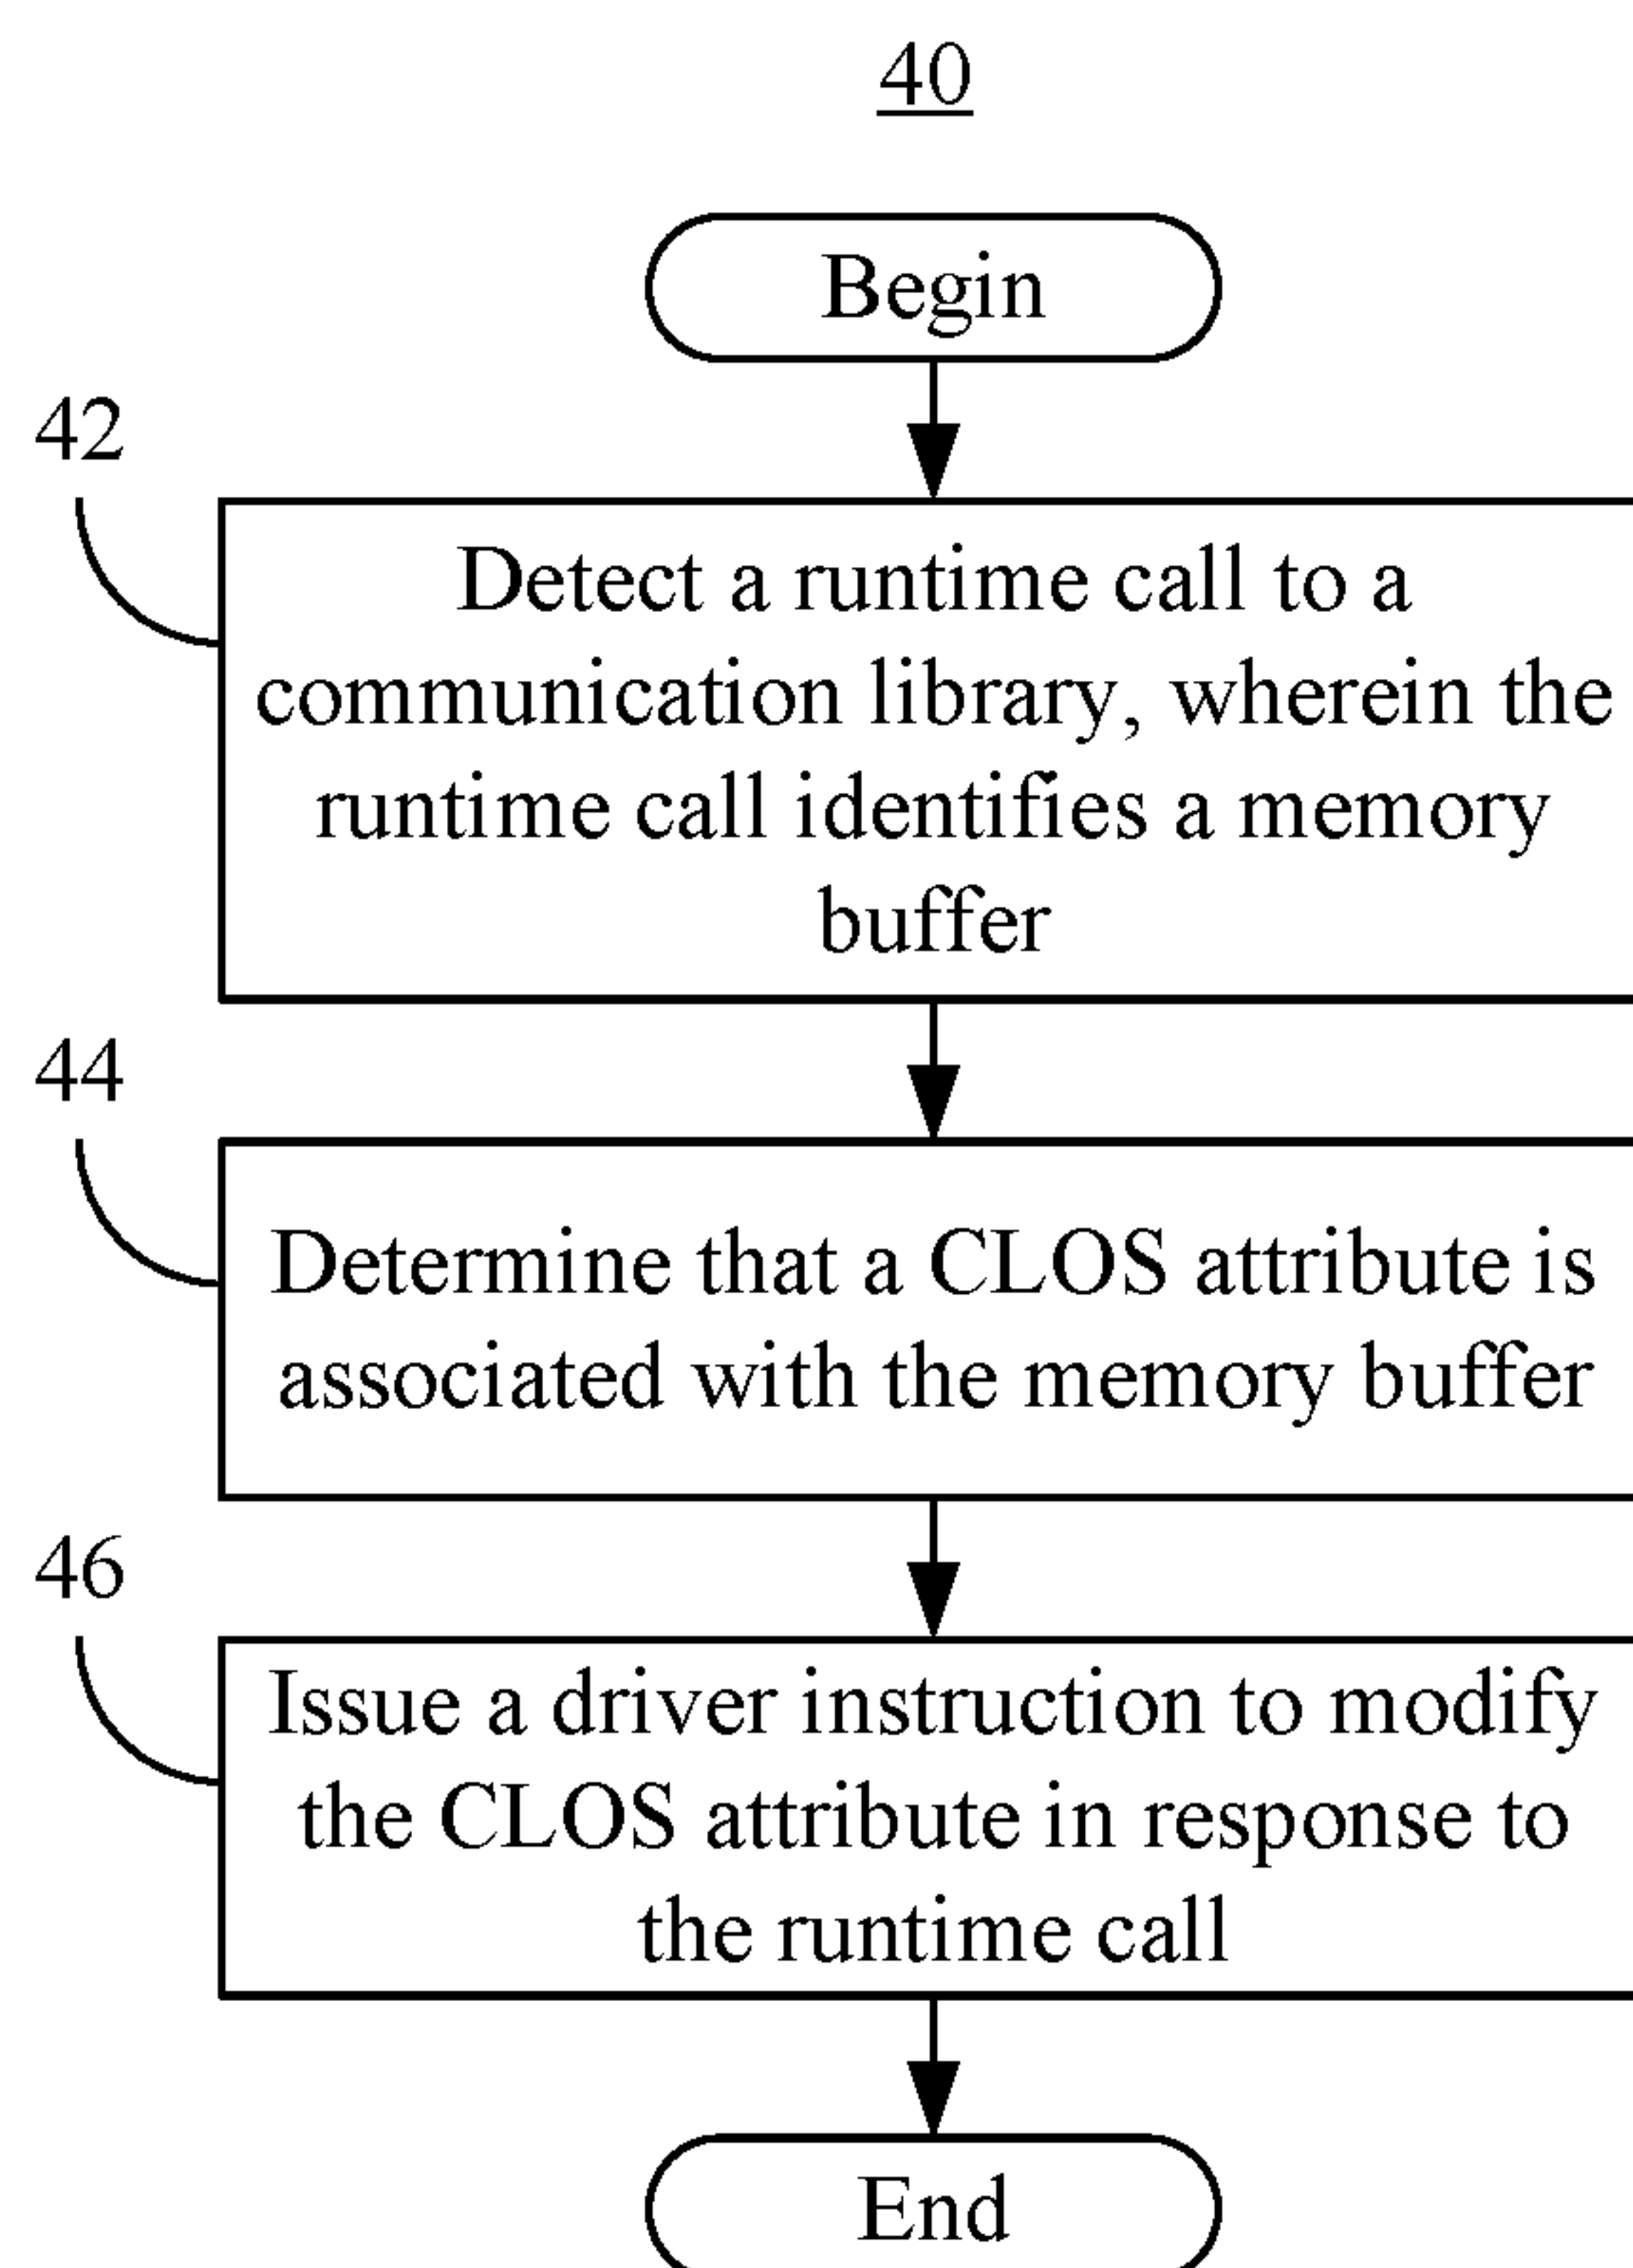 40
Begin
42
Detect a runtime call to a
communication library, wherein the
runtime call identifies a memory
buffer
44
Determine that a CLOS attribute is
associated with the memory buffer
46
Issue a driver instruction to modify
the CLOS attribute in response to
the runtime call
End